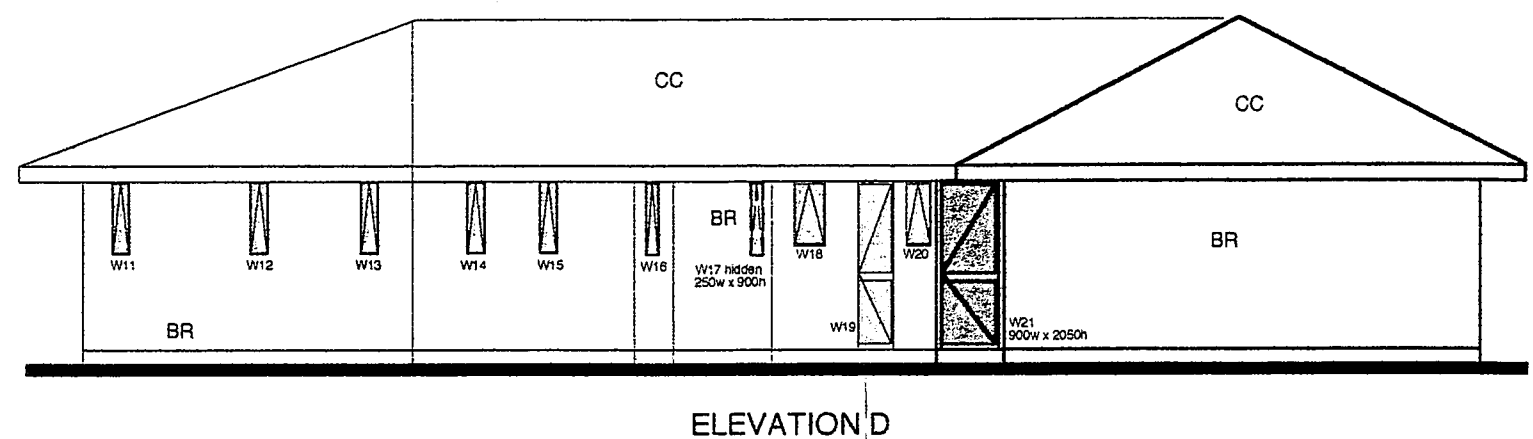 CC
CC
BR
BR
W11
W12
W13
W14
W15
W16
W17 hidden
250w x 900h
W18
W20
BR
W19
W21
900w x 2050h
ELEVATION D